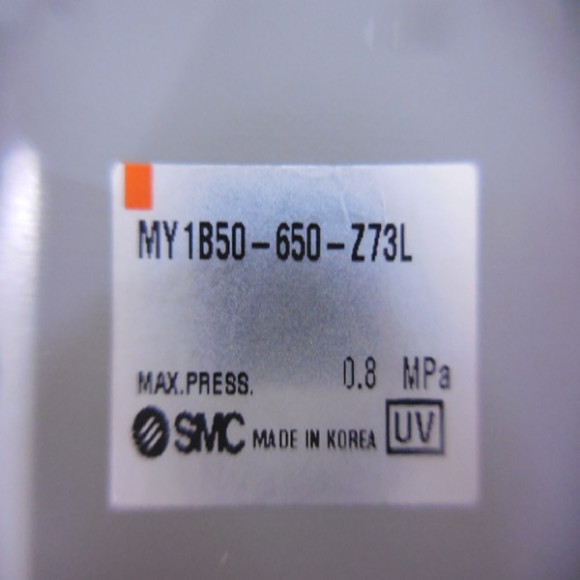 MY1B50-650-Z73L
MAX.PRESS. 0.8 MPa
SMC MADE IN KOREA UV